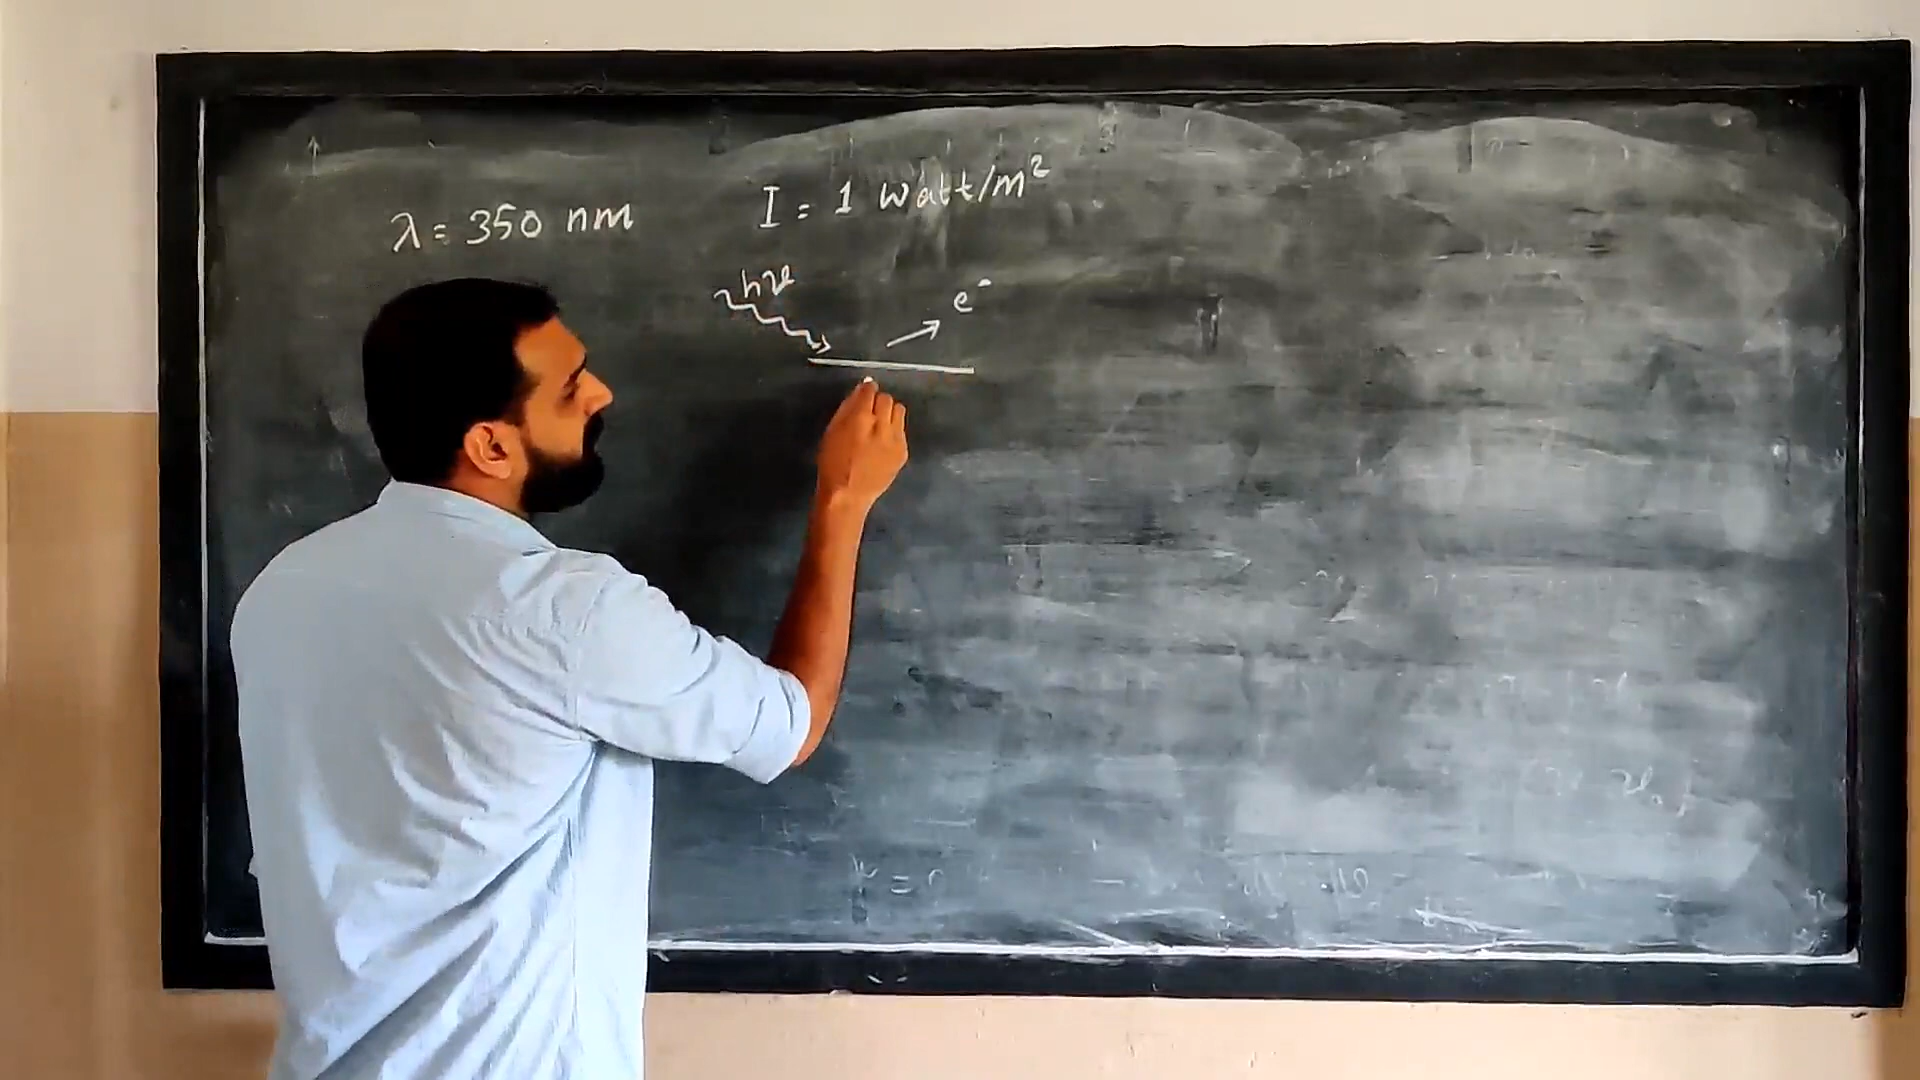 λ = 350 nm
I = 1 Watt/m²
hν
e⁻